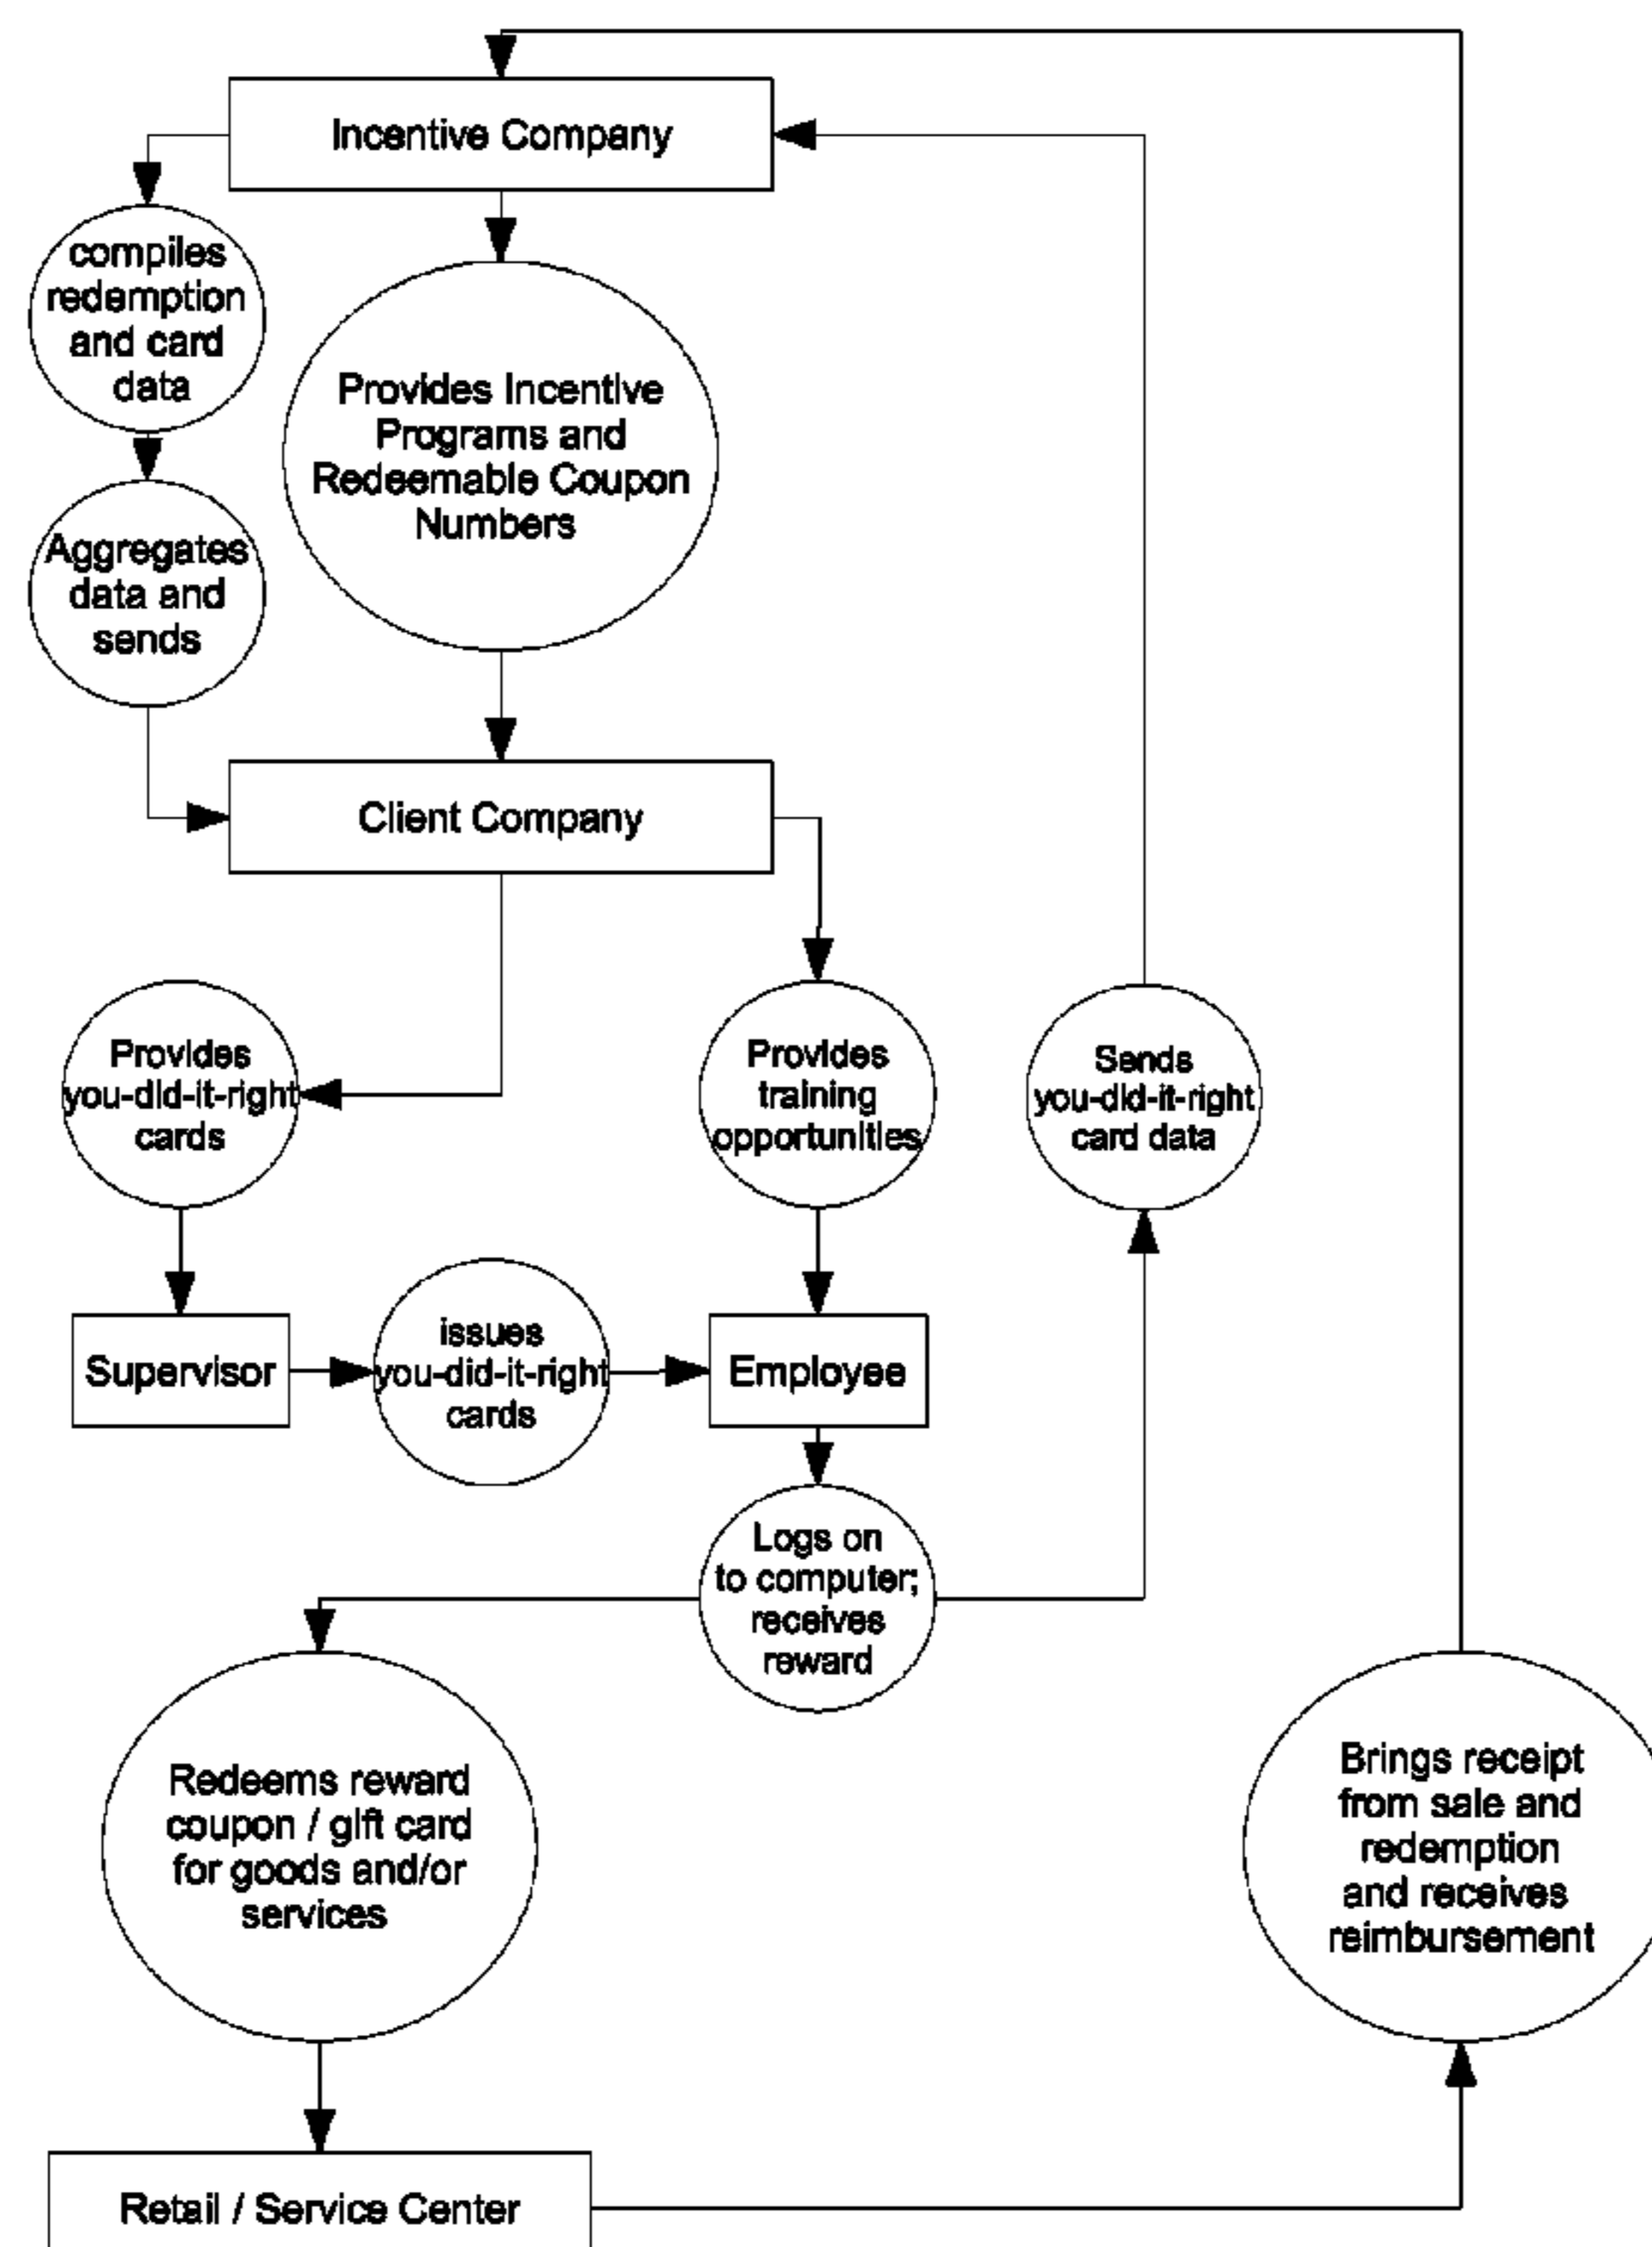 Incentive Company
compiles
redemption
and card
data
Provides Incentive
Programs and
Redeemable Coupon
Numbers
Aggregates
data and
sends
Client Company
Provides
you-did-it-right
cards
Provides
training
opportunities
Sends
you-did-it-right
card data
Supervisor
issues
you-did-it-right
cards
Employee
Logs on
to computer;
receives
reward
Redeems reward
coupon / gift card
for goods and/or
services
Brings receipt
from sale and
redemption
and receives
reimbursement
Retail / Service Center